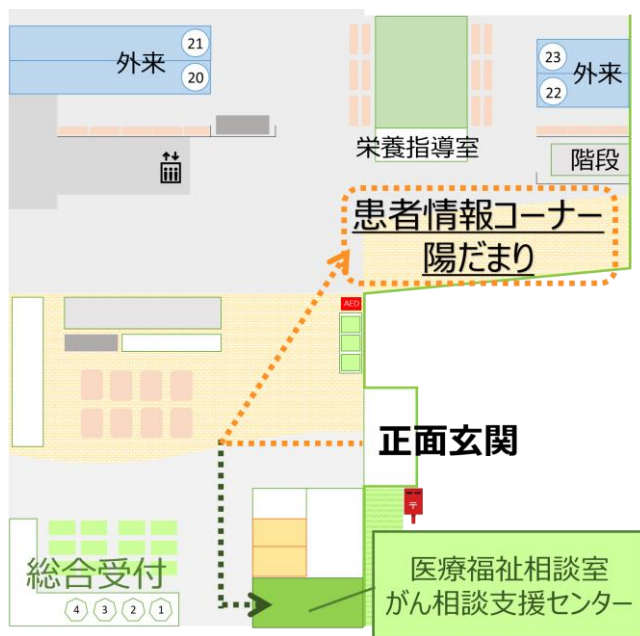 21
外来
20
23
外来
22
栄養指導室
階段
患者情報コーナー
陽だまり
AED
正面玄関
〒
総合受付
4 3 2 1
医療福祉相談室
がん相談支援センター